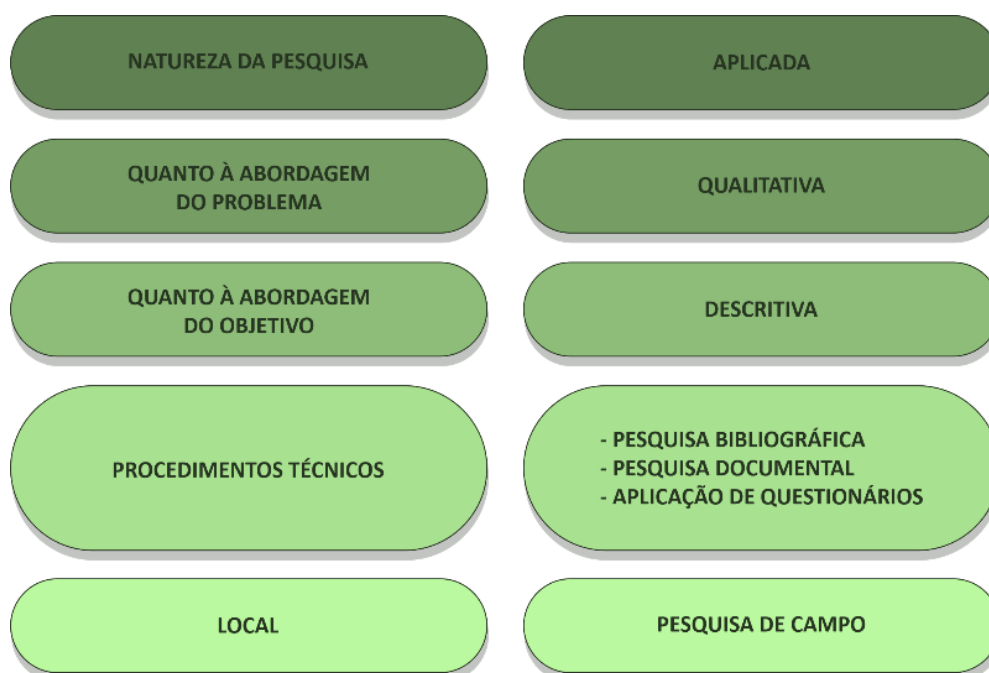 NATUREZA DA PESQUISA
APLICADA
QUANTO À ABORDAGEM
DO PROBLEMA
QUALITATIVA
QUANTO À ABORDAGEM
DO OBJETIVO
DESCRITIVA
PROCEDIMENTOS TÉCNICOS
- PESQUISA BIBLIOGRÁFICA
- PESQUISA DOCUMENTAL
- APLICAÇÃO DE QUESTIONÁRIOS
LOCAL
PESQUISA DE CAMPO